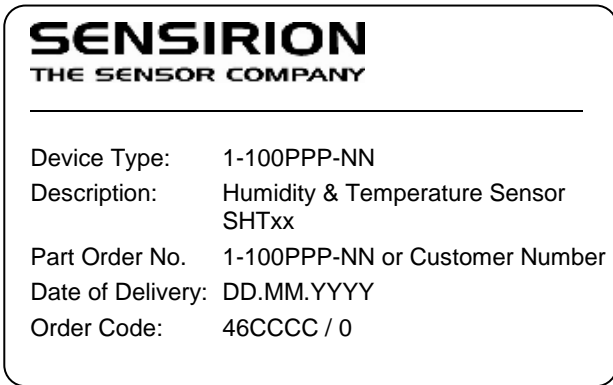 SENSIRION
THE SENSOR COMPANY
Device Type: 1-100PPP-NN
Description: Humidity & Temperature Sensor
SHTxx
Part Order No. 1-100PPP-NN or Customer Number
Date of Delivery: DD.MM.YYYY
Order Code: 46CCCC / 0